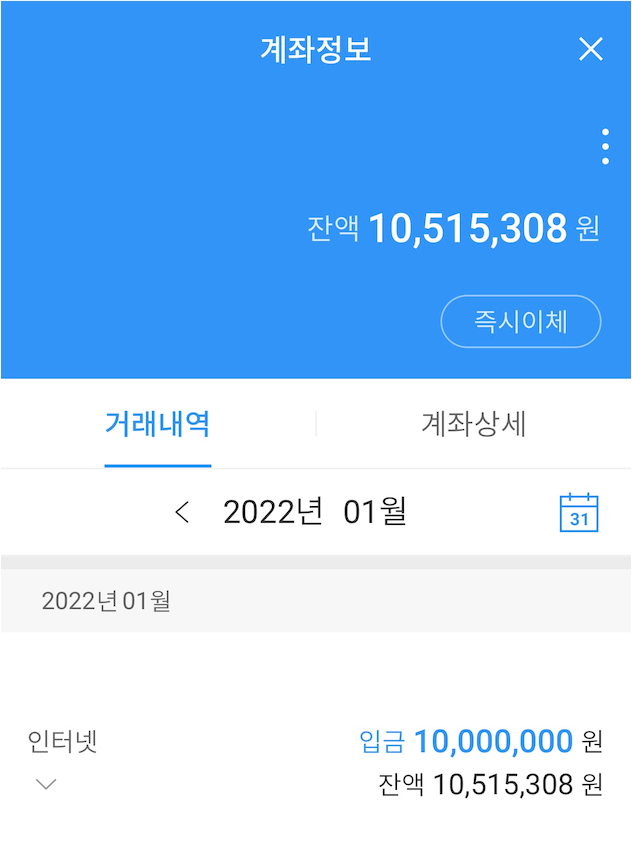 계좌정보
잔액 10,515,308 원
즉시이체
거래내역 계좌상세
2022년 01월 31
2022년 01월
인터넷 입금 10,000,000 원
잔액 10,515,308 원